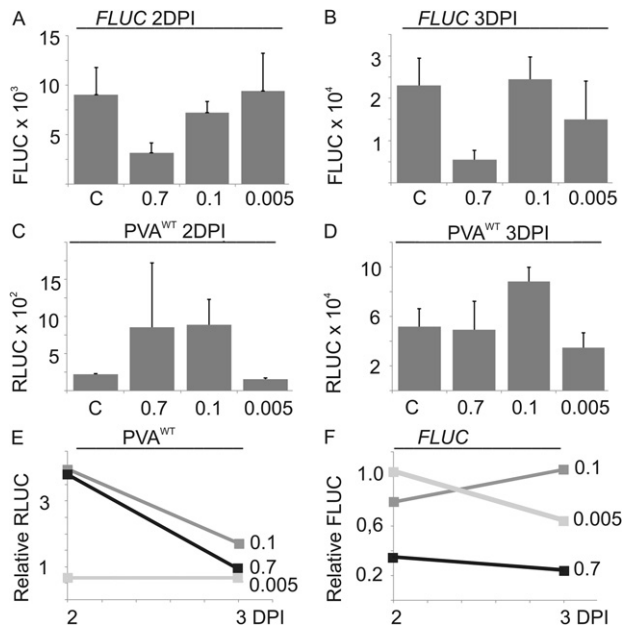 A FLUC 2DPI
FLUC x 10³
15
10
5
C 0.7 0.1 0.005
B FLUC 3DPI
FLUC x 10⁴
3
2
1
C 0.7 0.1 0.005
C PVAᵂᵀ 2DPI
RLUC x 10²
15
10
5
C 0.7 0.1 0.005
D PVAᵂᵀ 3DPI
RLUC x 10⁴
10
6
2
C 0.7 0.1 0.005
E PVAᵂᵀ
Relative RLUC
3
1
0.1
0.7
0.005
2 3 DPI
F FLUC
Relative FLUC
1.0
0,6
0.2
0.1
0.005
0.7
2 3 DPI